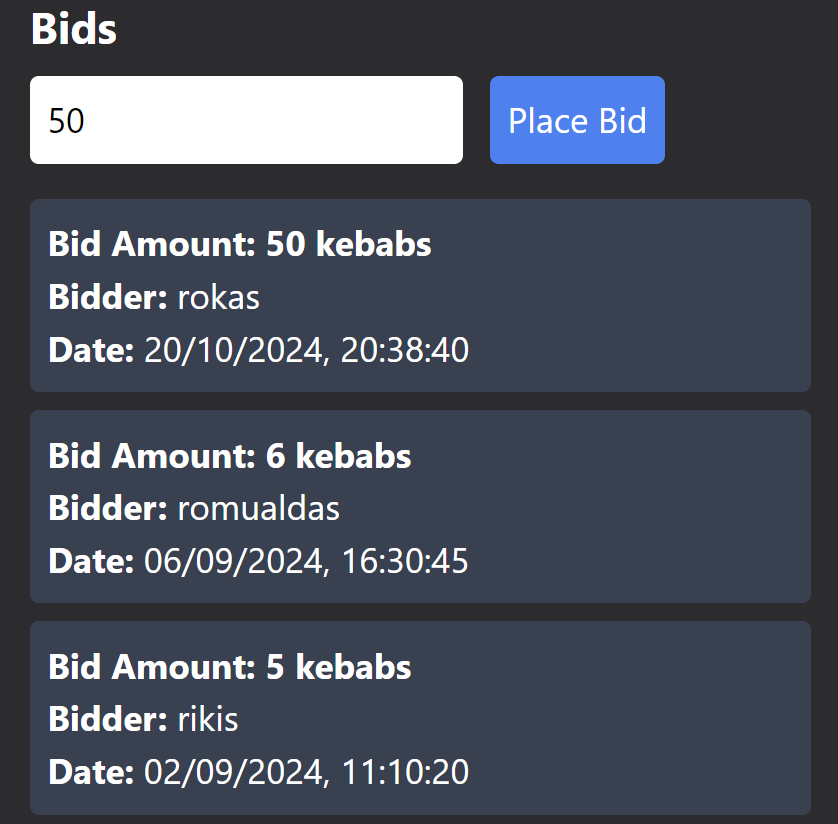 Bids
50
Place Bid
Bid Amount: 50 kebabs
Bidder: rokas
Date: 20/10/2024, 20:38:40
Bid Amount: 6 kebabs
Bidder: romualdas
Date: 06/09/2024, 16:30:45
Bid Amount: 5 kebabs
Bidder: rikis
Date: 02/09/2024, 11:10:20